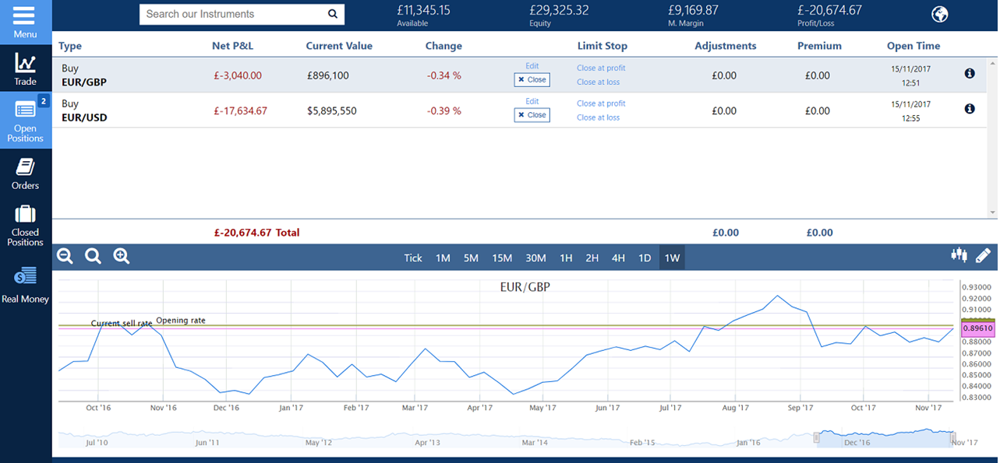 Menu
Trade
2
Open
Positions
Orders
Closed
Positions
Real Money
Search our Instruments
£11,345.15
Available
£29,325.32
Equity
£9,169.87
M. Margin
£-20,674.67
Profit/Loss
Type Net P&L Current Value Change Limit Stop Adjustments Premium Open Time
Buy
EUR/GBP
£-3,040.00
£896,100
-0.34 %
Edit
Close
Close at profit
Close at loss
£0.00
£0.00
15/11/2017
12:51
Buy
EUR/USD
£-17,634.67
$5,895,550
-0.39 %
Edit
Close
Close at profit
Close at loss
£0.00
£0.00
15/11/2017
12:55
£-20,674.67 Total £0.00 £0.00
Tick 1M 5M 15M 30M 1H 2H 4H 1D 1W
EUR/GBP
Current sell rate
Opening rate
0.93000
0.92000
0.91000
0.89610
0.88000
0.87000
0.86000
0.85000
0.84000
0.83000
Oct '16 Nov '16 Dec '16 Jan '17 Feb '17 Mar '17 Apr '17 May '17 Jun '17 Jul '17 Aug '17 Sep '17 Oct '17 Nov '17
Jul '10 Jun '11 May '12 Apr '13 Mar '14 Feb '15 Jan '16 Dec '16 Nov '17